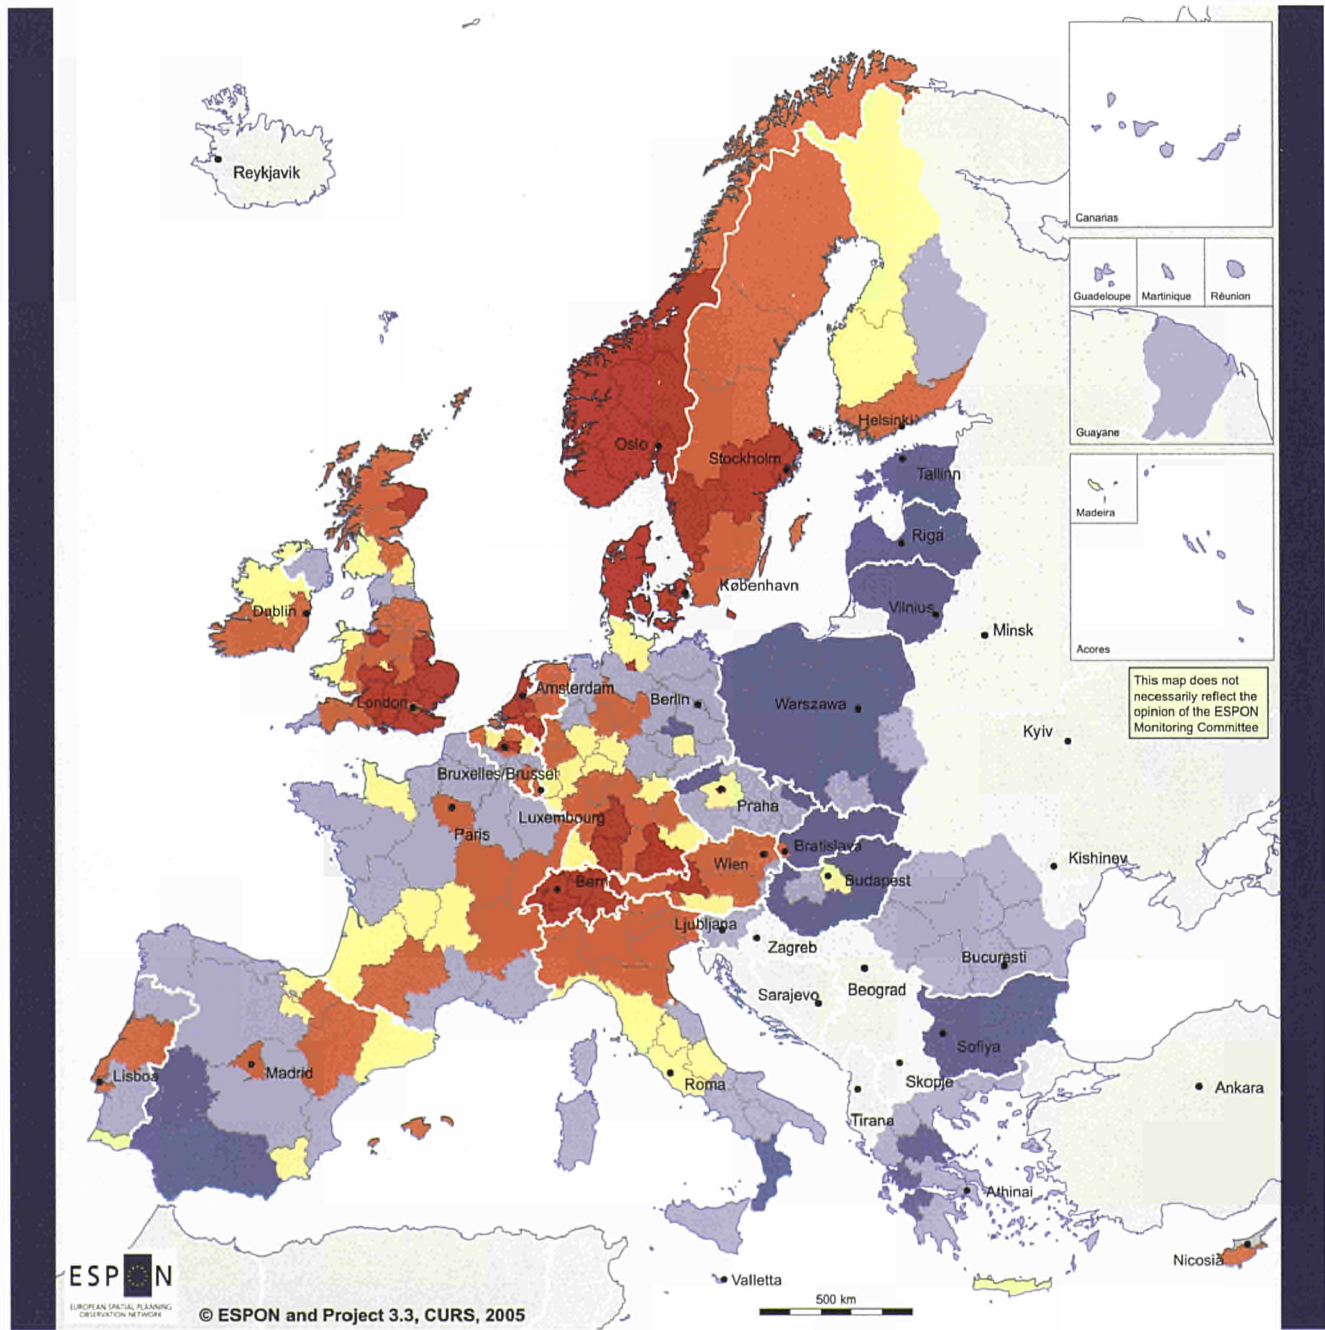 Reykjavik
Canarias
Guadeloupe
Martinique
Réunion
Guayane
Madeira
Acores
This map does not
necessarily reflect the
opinion of the ESPON
Monitoring Committee
Helsinki
Oslo
Stockholm
Tallinn
Riga
København
Vilnius
Minsk
Dublin
London
Amsterdam
Berlin
Warszawa
Kyiv
Bruxelles/Brussel
Praha
Luxembourg
Paris
Bratislava
Wien
Kishinev
Bern
Budapest
Ljubljana
Zagreb
Bucuresti
Beograd
Sarajevo
Sofiya
Lisboa
Madrid
Roma
Skopje
Ankara
Tirana
Athinai
Nicosia
Valletta
ESPON
EUROPEAN SPATIAL PLANNING
OBSERVATION NETWORK
© ESPON and Project 3.3, CURS, 2005
500 km